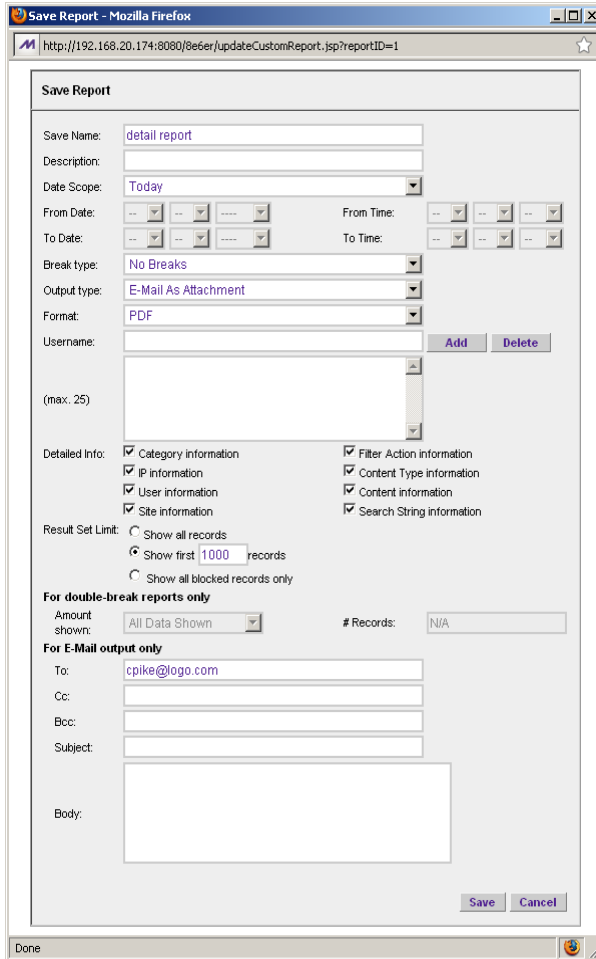 Save Report - Mozilla Firefox
http://192.168.20.174:8080/8e6er/updateCustomReport.jsp?reportID=1
Save Report
Save Name: detail report
Description:
Date Scope: Today
From Date: -- -- ---- From Time: -- -- --
To Date: -- -- ---- To Time: -- -- --
Break type: No Breaks
Output type: E-Mail As Attachment
Format: PDF
Username: Add Delete
(max. 25)
Detailed Info: Category information Filter Action information
IP information Content Type information
User information Content information
Site information Search String information
Result Set Limit: Show all records
Show first 1000 records
Show all blocked records only
For double-break reports only
Amount shown: All Data Shown # Records: N/A
For E-Mail output only
To: cpike@logo.com
Cc:
Bcc:
Subject:
Body:
Save Cancel
Done